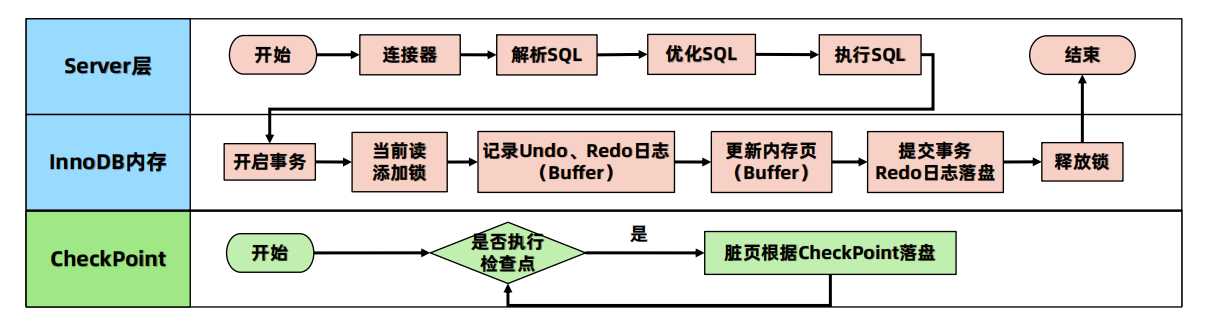 Server层
开始
连接器
解析SQL
优化SQL
执行SQL
结束
InnoDB内存
开启事务
当前读
添加锁
记录Undo、Redo日志
（Buffer）
更新内存页
（Buffer）
提交事务
Redo日志落盘
释放锁
CheckPoint
开始
是否执行
检查点
是
脏页根据CheckPoint落盘